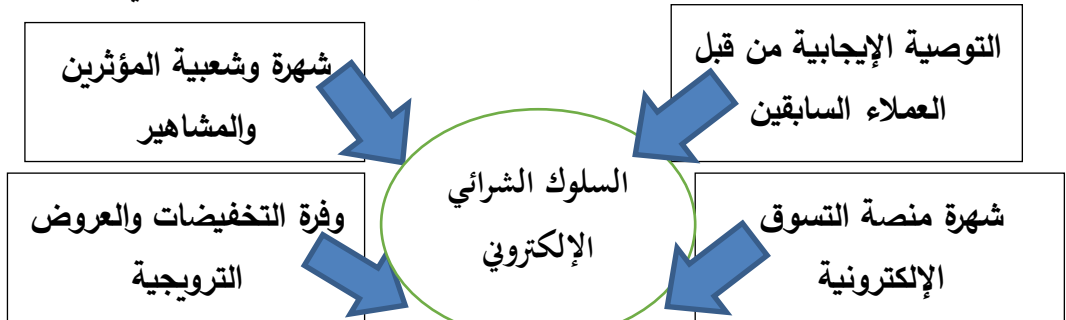 التوصية الإيجابية من قبل
العملاء السابقين
شهرة وشعبية المؤثرين
والمشاهير
السلوك الشرائي
الإلكتروني
شهرة منصة التسوق
الإلكترونية
وفرة التخفيضات والعروض
الترويجية